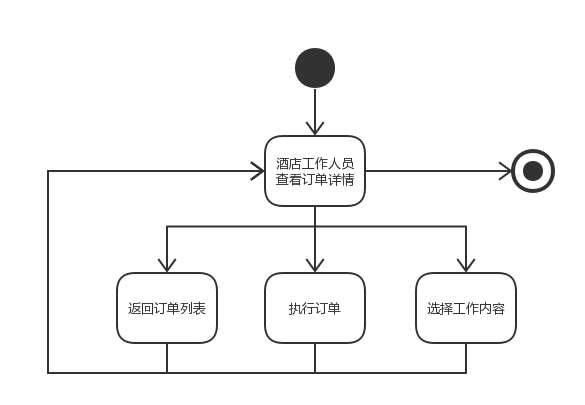 酒店工作人员
查看订单详情
返回订单列表
执行订单
选择工作内容